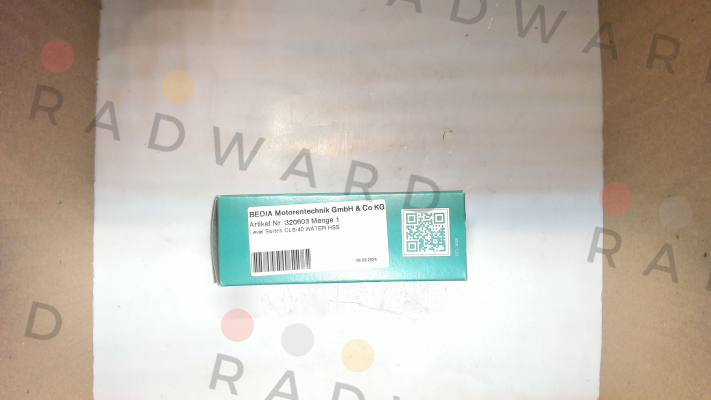 RADWARD
RADWARD
RA
D
RADWARD
BEDIA Motorentechnik GmbH & Co KG
Artikel Nr. 320603 Menge 1
Level Switch CLS-40 WATER HSS